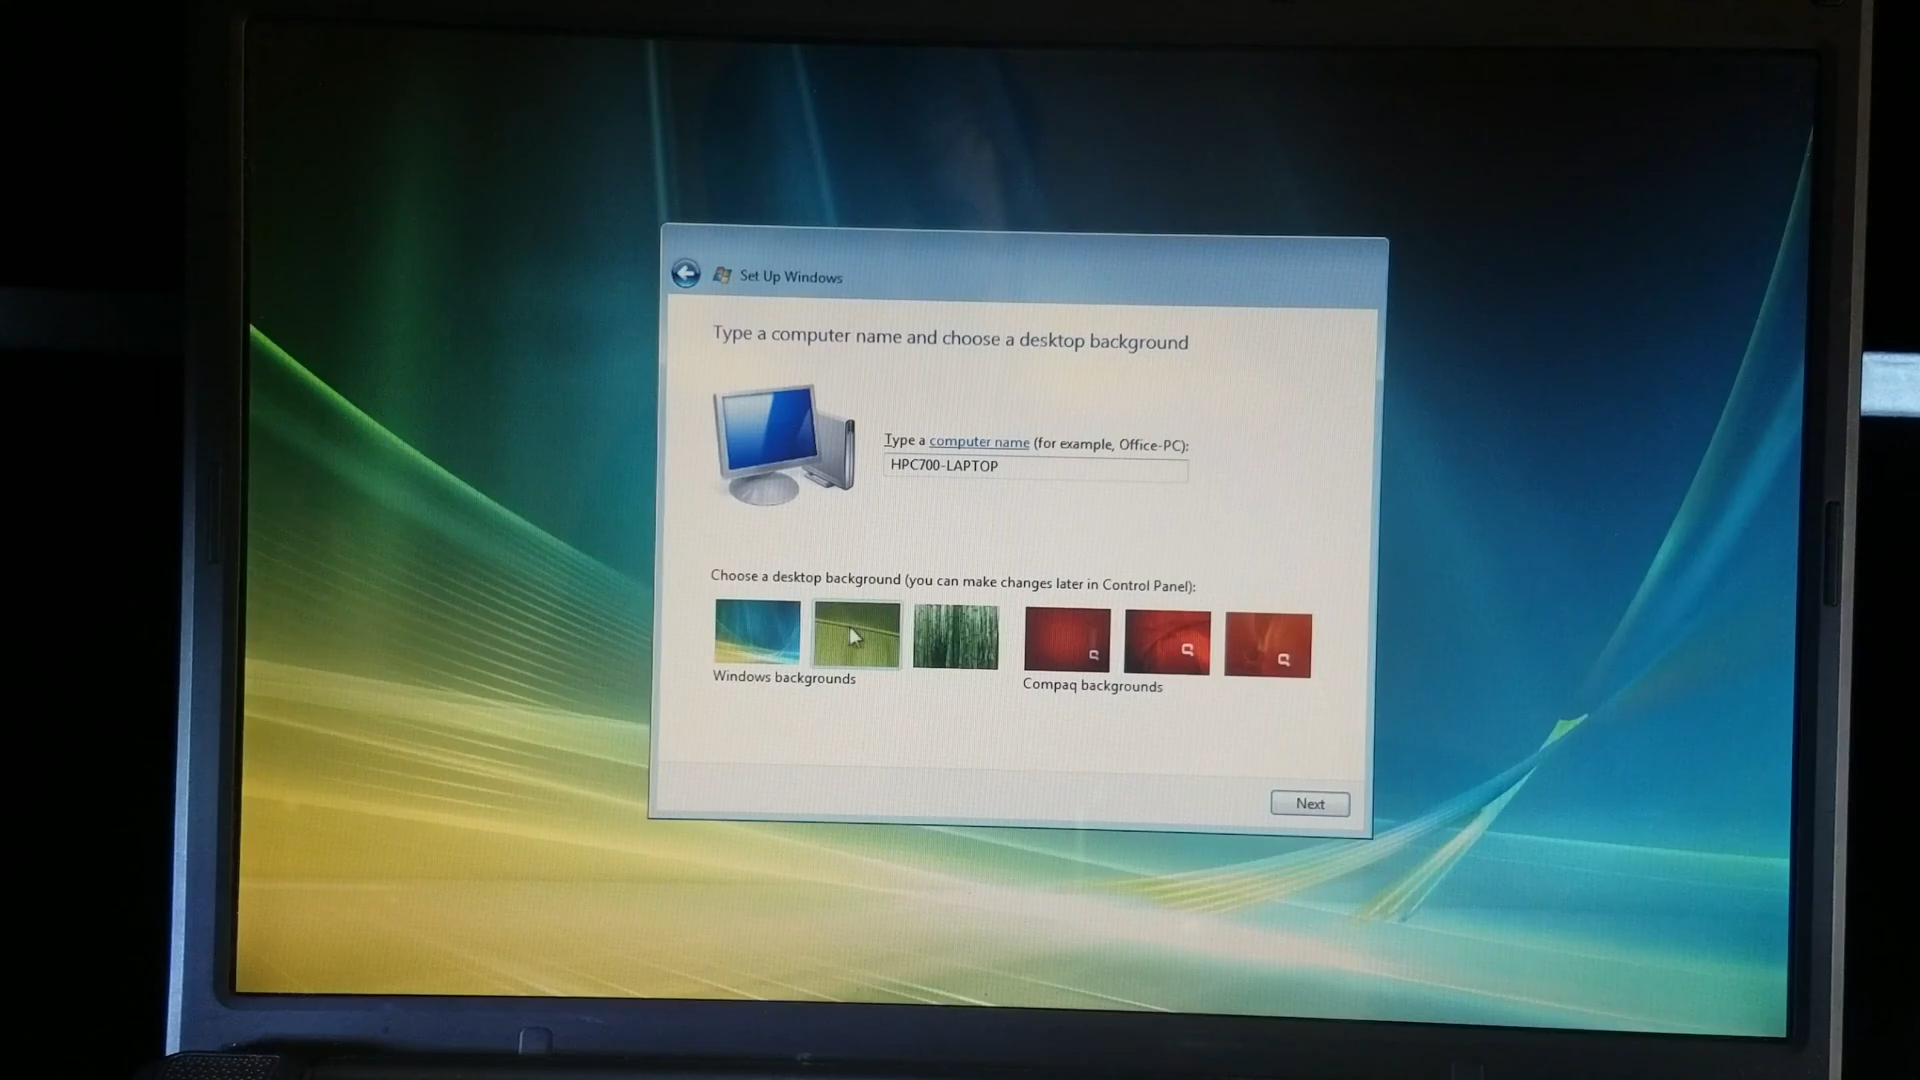 Set Up Windows
Type a computer name and choose a desktop background
Type a computer name (for example, Office-PC):
HPC700-LAPTOP
Choose a desktop background (you can make changes later in Control Panel):
Windows backgrounds
Compaq backgrounds
Next